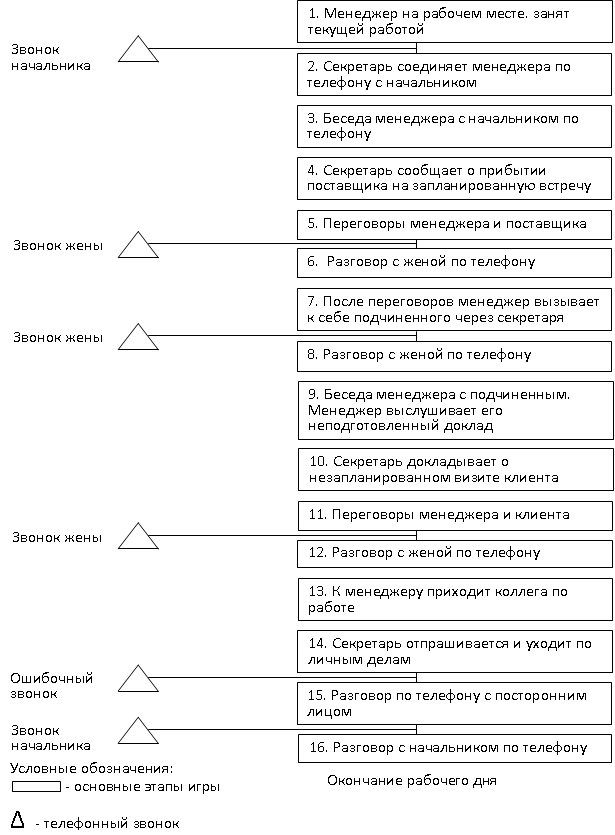 1. Менеджер на рабочем месте. занят
текущей работой
Звонок
начальника
2. Секретарь соединяет менеджера по
телефону с начальником
3. Беседа менеджера с начальником по
телефону
4. Секретарь сообщает о прибытии
поставщика на запланированную встречу
5. Переговоры менеджера и поставщика
Звонок жены
6. Разговор с женой по телефону
7. После переговоров менеджер вызывает
к себе подчиненного через секретаря
Звонок жены
8. Разговор с женой по телефону
9. Беседа менеджера с подчиненным.
Менеджер выслушивает его
неподготовленный доклад
10. Секретарь докладывает о
незапланированном визите клиента
11. Переговоры менеджера и клиента
Звонок жены
12. Разговор с женой по телефону
13. К менеджеру приходит коллега по
работе
14. Секретарь отпрашивается и уходит по
личным делам
Ошибочный
звонок
15. Разговор по телефону с посторонним
лицом
Звонок
начальника
16. Разговор с начальником по телефону
Условные обозначения:
- основные этапы игры
Окончание рабочего дня
Δ - телефонный звонок